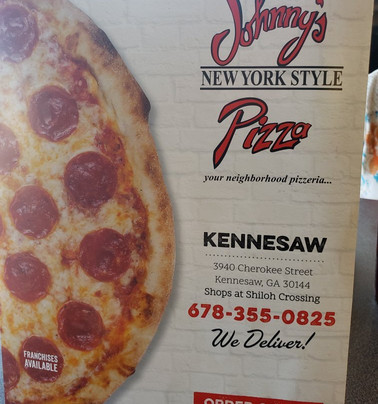 Johnny's
NEW YORK STYLE
Pizza
your neighborhood pizzeria...
KENNESAW
3940 Cherokee Street
Kennesaw, GA 30144
Shops at Shiloh Crossing
678-355-0825
We Deliver!
FRANCHISES
AVAILABLE
ORDER